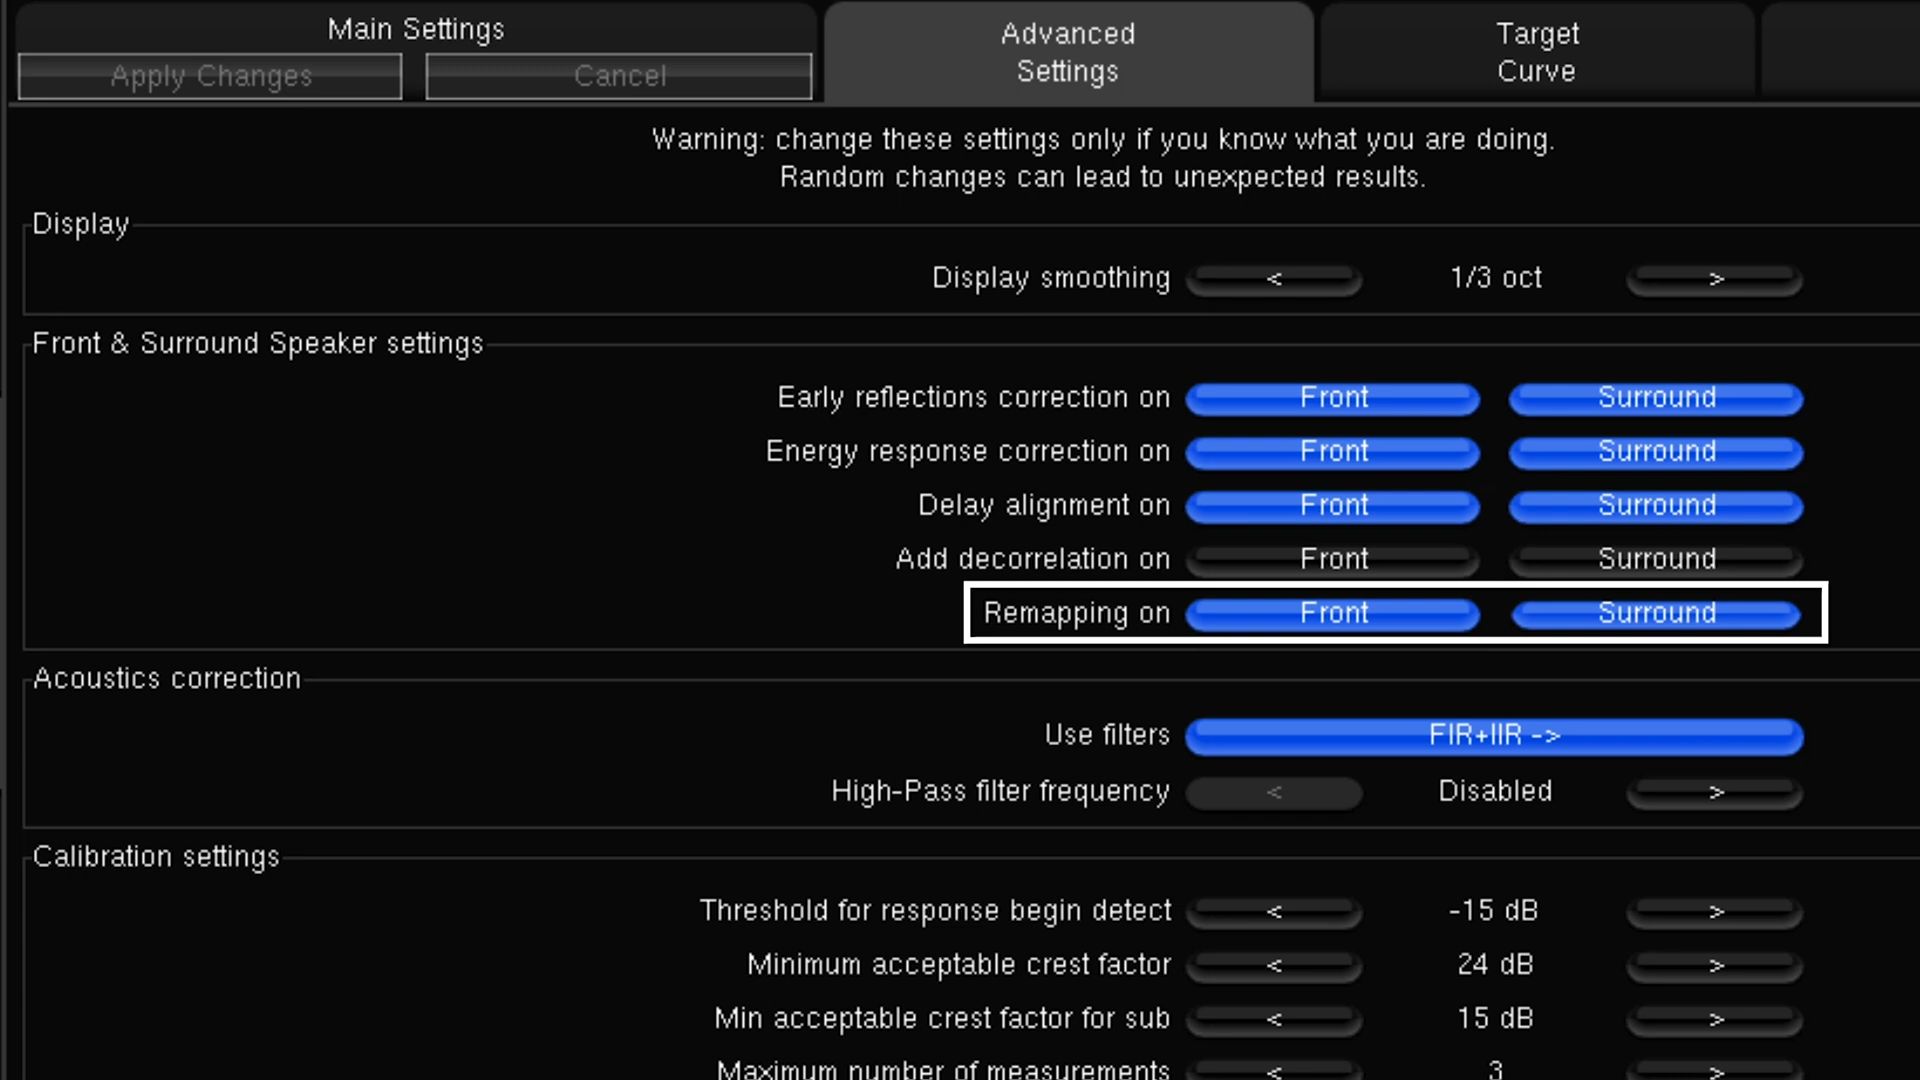 Main Settings
Apply Changes
Cancel
Advanced
Settings
Target
Curve
Warning: change these settings only if you know what you are doing.
Random changes can lead to unexpected results.
Display
Display smoothing < 1/3 oct >
Front & Surround Speaker settings
Early reflections correction on Front Surround
Energy response correction on Front Surround
Delay alignment on Front Surround
Add decorrelation on Front Surround
Remapping on Front Surround
Acoustics correction
Use filters FIR+IIR ->
High-Pass filter frequency < Disabled >
Calibration settings
Threshold for response begin detect < -15 dB >
Minimum acceptable crest factor < 24 dB >
Min acceptable crest factor for sub < 15 dB >
Maximum number of measurements < 3 >